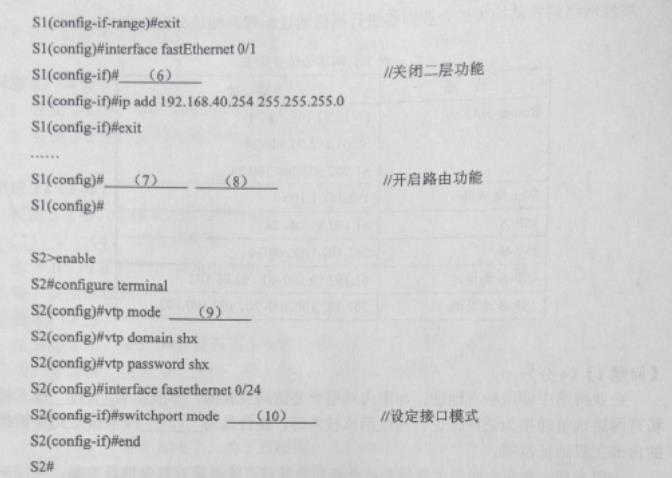 S1(config-if-range)#exit
S1(config)#interface fastEthernet 0/1
S1(config-if)# （6） //关闭二层功能
S1(config-if)#ip add 192.168.40.254 255.255.255.0
S1(config-if)#exit
……
S1(config)# （7） （8） //开启路由功能
S1(config)#
S2>enable
S2#configure terminal
S2(config)#vtp mode （9）
S2(config)#vtp domain shx
S2(config)#vtp password shx
S2(config)#interface fastethernet 0/24
S2(config-if)#switchport mode （10） //设定接口模式
S2(config-if)#end
S2#